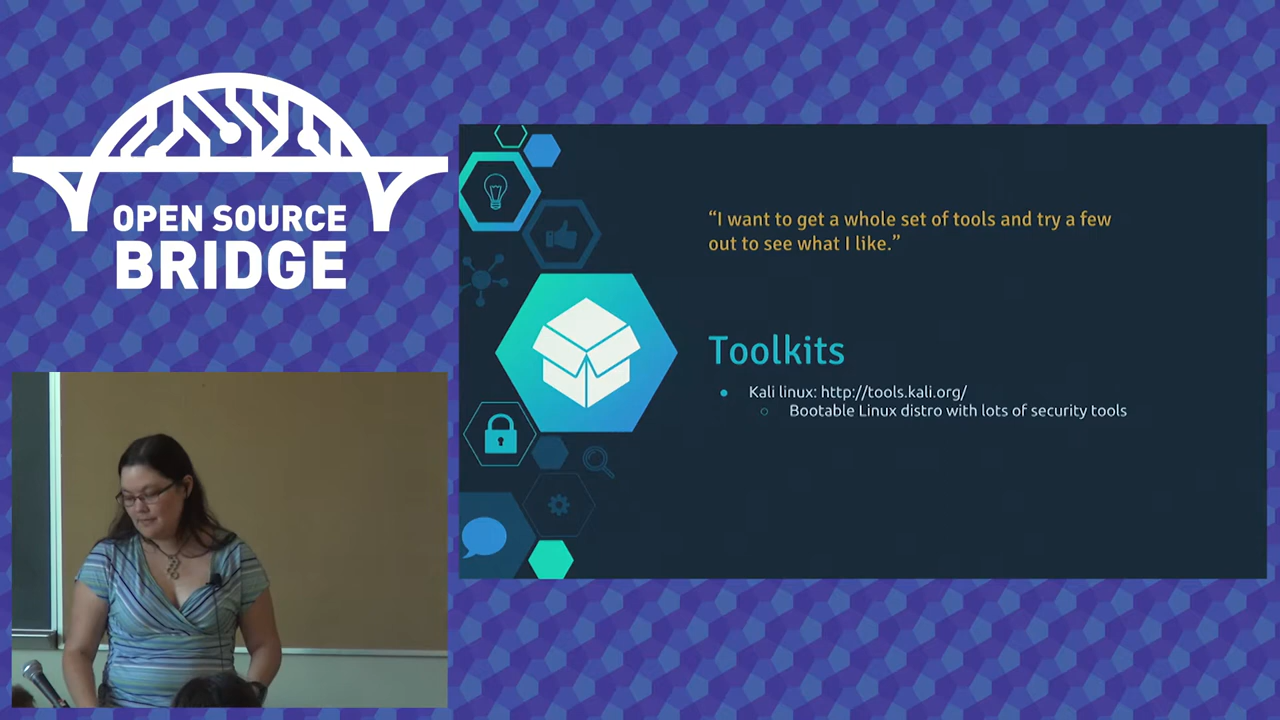 OPEN SOURCE
BRIDGE
“I want to get a whole set of tools and try a few
out to see what I like.”
Toolkits
Kali linux: http://tools.kali.org/
Bootable Linux distro with lots of security tools